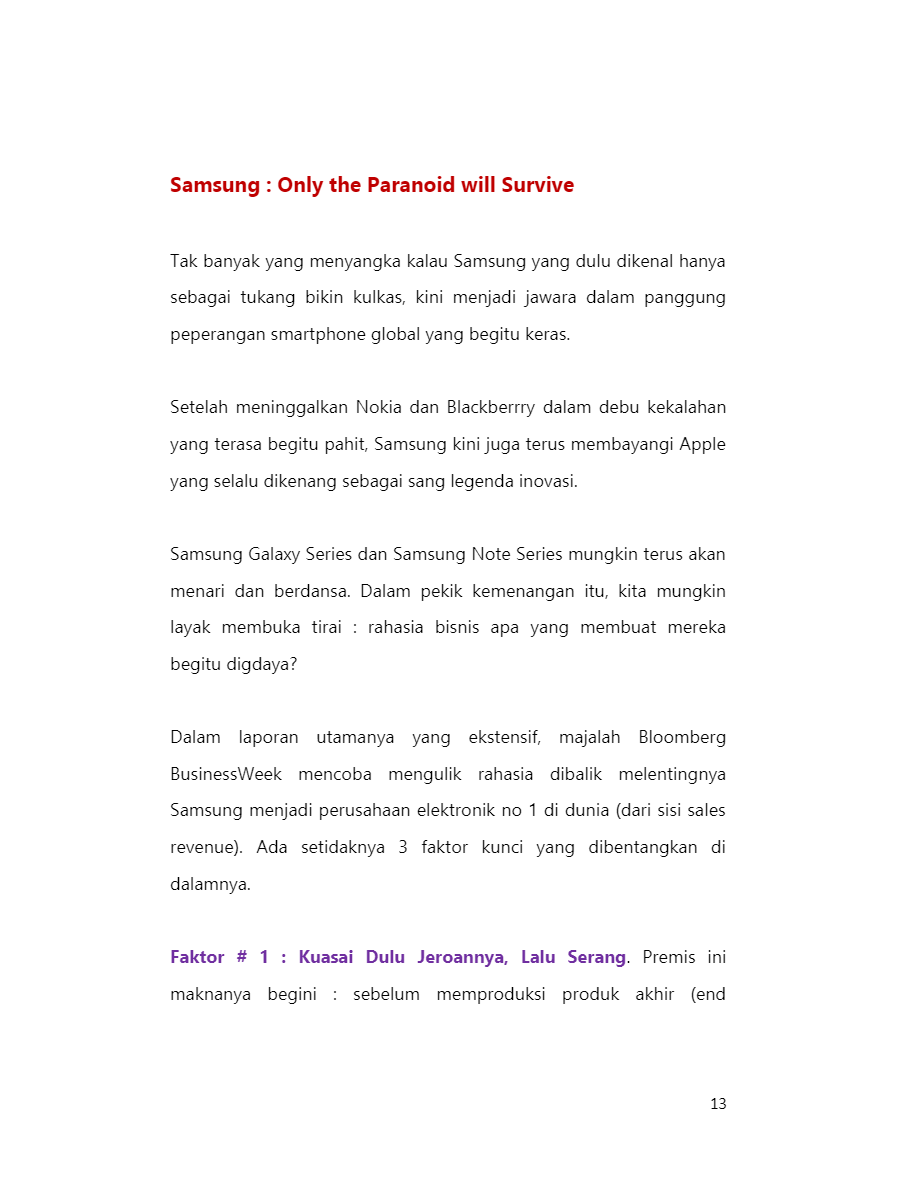 Samsung : Only the Paranoid will Survive
Tak banyak yang menyangka kalau Samsung yang dulu dikenal hanya
sebagai tukang bikin kulkas, kini menjadi jawara dalam panggung
peperangan smartphone global yang begitu keras.
Setelah meninggalkan Nokia dan Blackberrry dalam debu kekalahan
yang terasa begitu pahit, Samsung kini juga terus membayangi Apple
yang selalu dikenang sebagai sang legenda inovasi.
Samsung Galaxy Series dan Samsung Note Series mungkin terus akan
menari dan berdansa. Dalam pekik kemenangan itu, kita mungkin
layak membuka tirai : rahasia bisnis apa yang membuat mereka
begitu digdaya?
Dalam laporan utamanya yang ekstensif, majalah Bloomberg
BusinessWeek mencoba mengulik rahasia dibalik melentingnya
Samsung menjadi perusahaan elektronik no 1 di dunia (dari sisi sales
revenue). Ada setidaknya 3 faktor kunci yang dibentangkan di
dalamnya.
Faktor # 1 : Kuasai Dulu Jeroannya, Lalu Serang. Premis ini
maknanya begini : sebelum memproduksi produk akhir (end
13